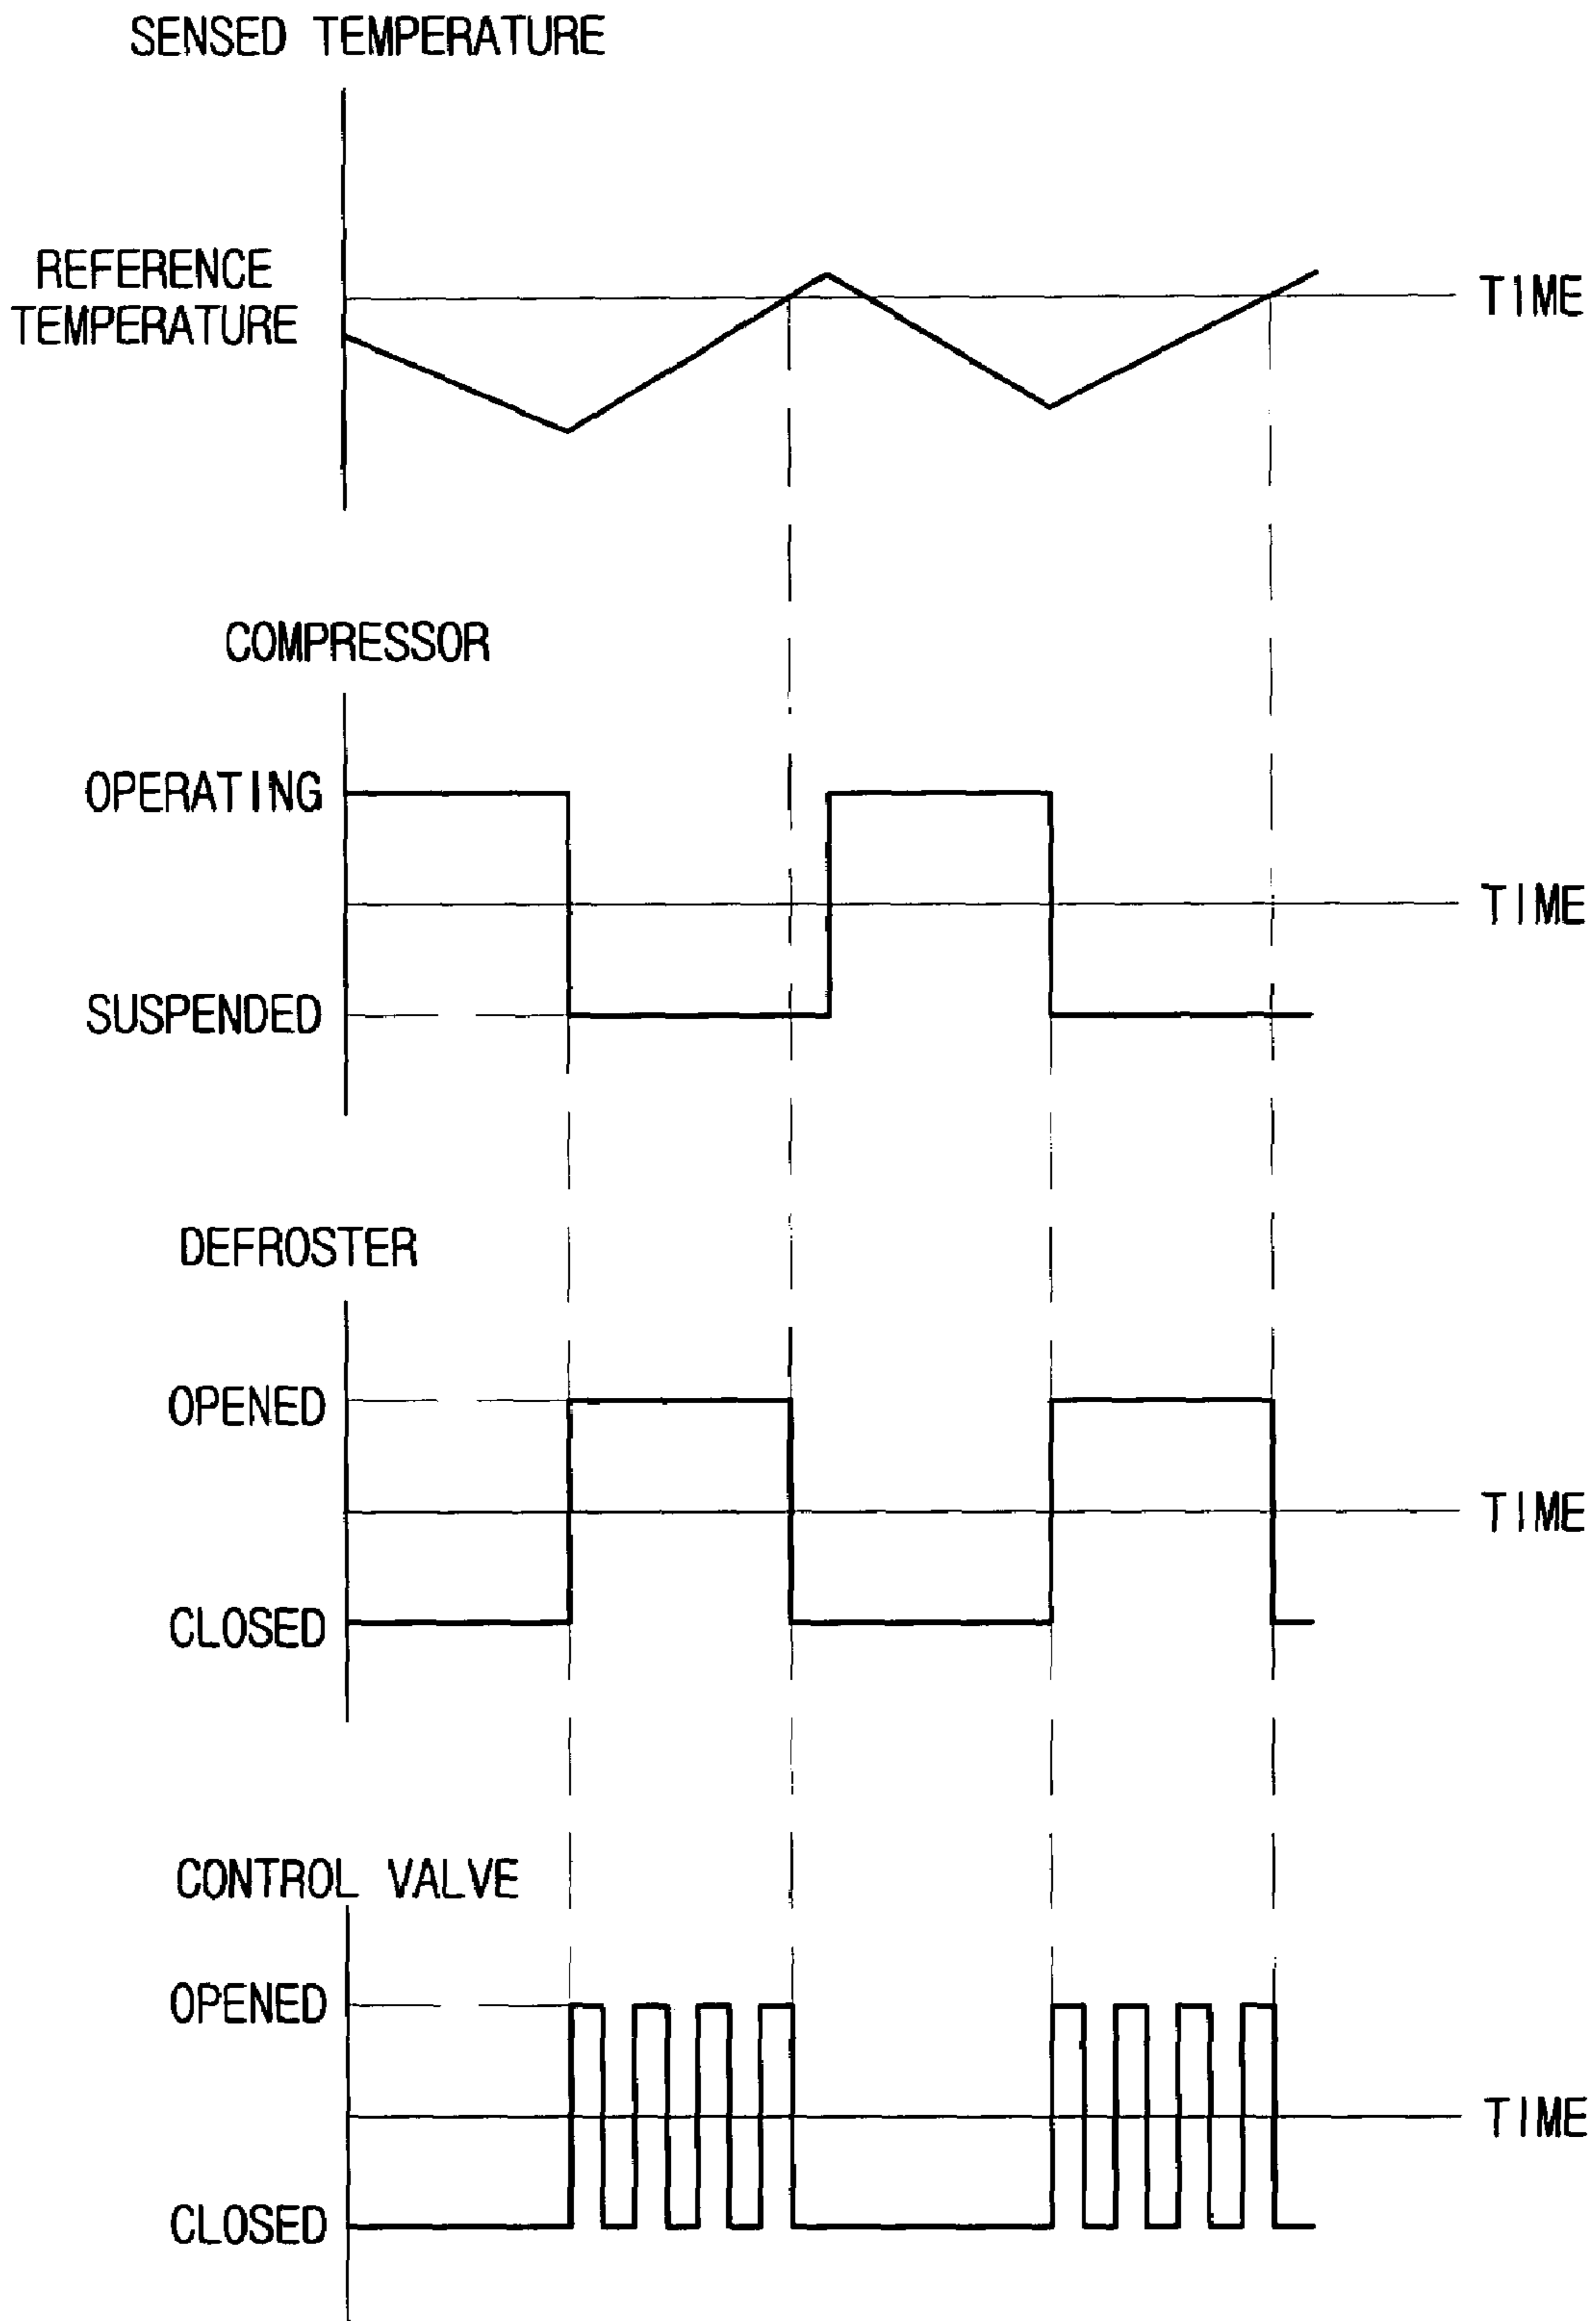 SENSED TEMPERATURE
REFERENCE
TEMPERATURE
TIME
COMPRESSOR
OPERATING
TIME
SUSPENDED
DEFROSTER
OPENED
TIME
CLOSED
CONTROL VALVE
OPENED
TIME
CLOSED